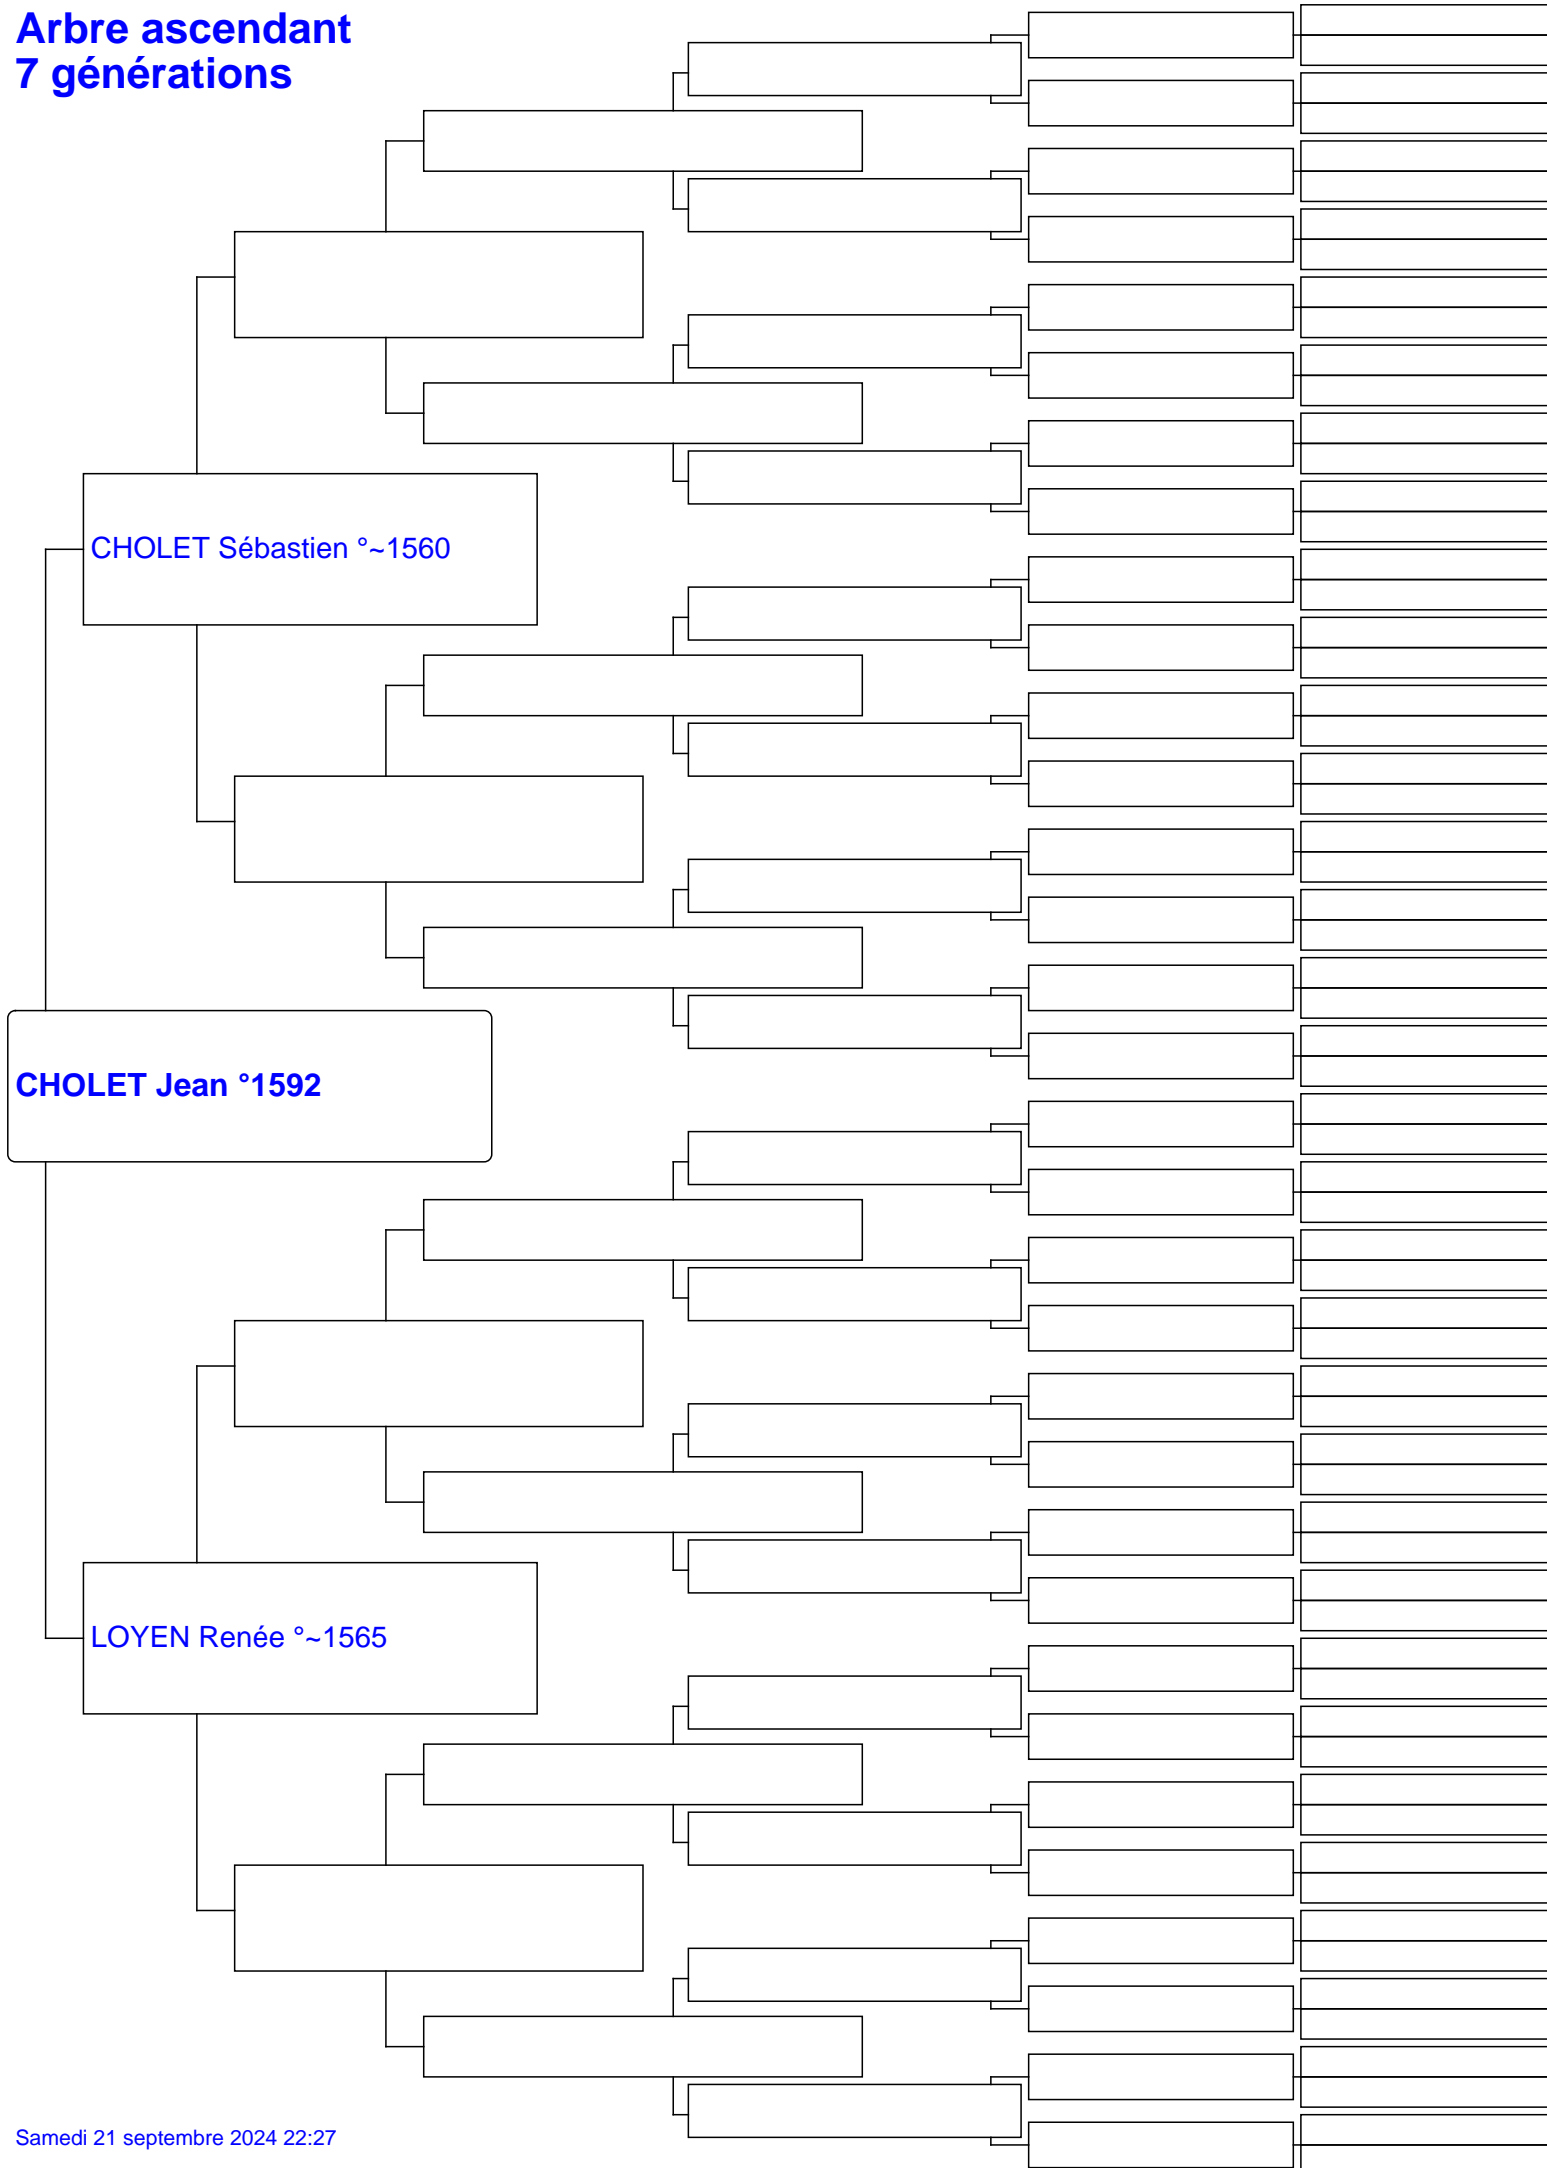 Arbre ascendant
7 générations
CHOLET Sébastien °~1560
CHOLET Jean °1592
LOYEN Renée °~1565
Samedi 21 septembre 2024 22:27